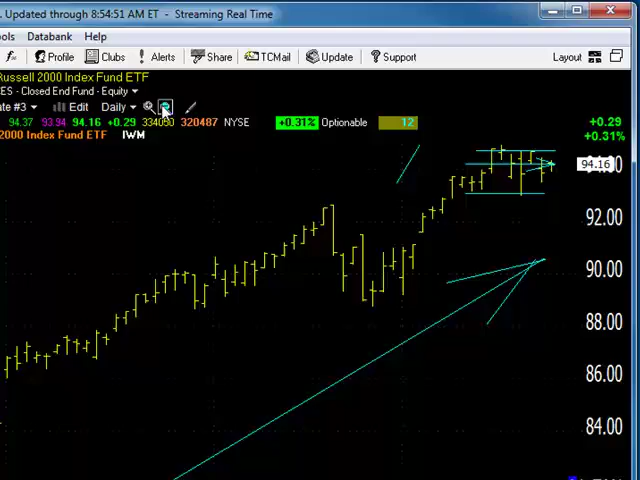 . Updated through 8:54:51 AM ET - Streaming Real Time
ols Databank Help
Profile Clubs Alerts Share TCMail Update Support Layout
Russell 2000 Index Fund ETF
ES - Closed End Fund - Equity
ate #3 Edit Daily
94.37 93.94 94.16 +0.29 320487 NYSE +0.31% Optionable 12 +0.29
2000 Index Fund ETF IWM +0.31%
94.16
92.00
90.00
88.00
86.00
84.00